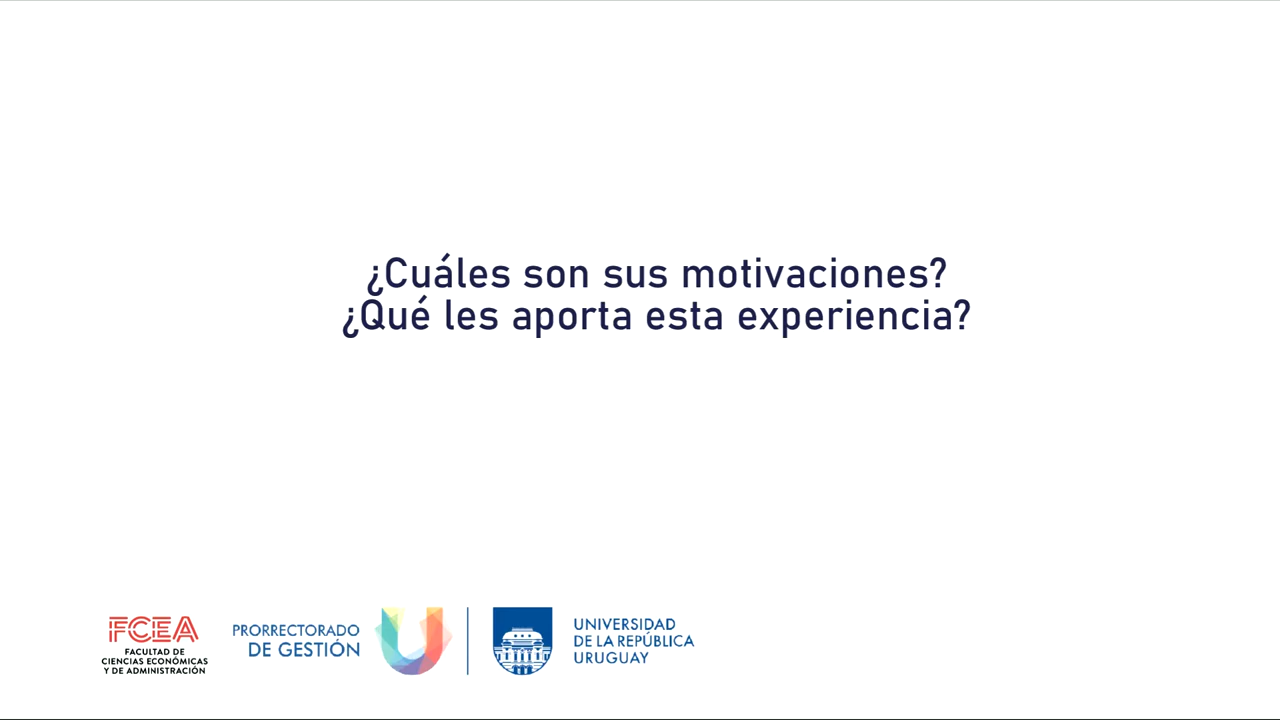 ¿Cuáles son sus motivaciones?
¿Qué les aporta esta experiencia?
FCEA
FACULTAD DE
CIENCIAS ECONÓMICAS
Y DE ADMINISTRACIÓN
PRORRECTORADO
DE GESTIÓN
UNIVERSIDAD
DE LA REPÚBLICA
URUGUAY